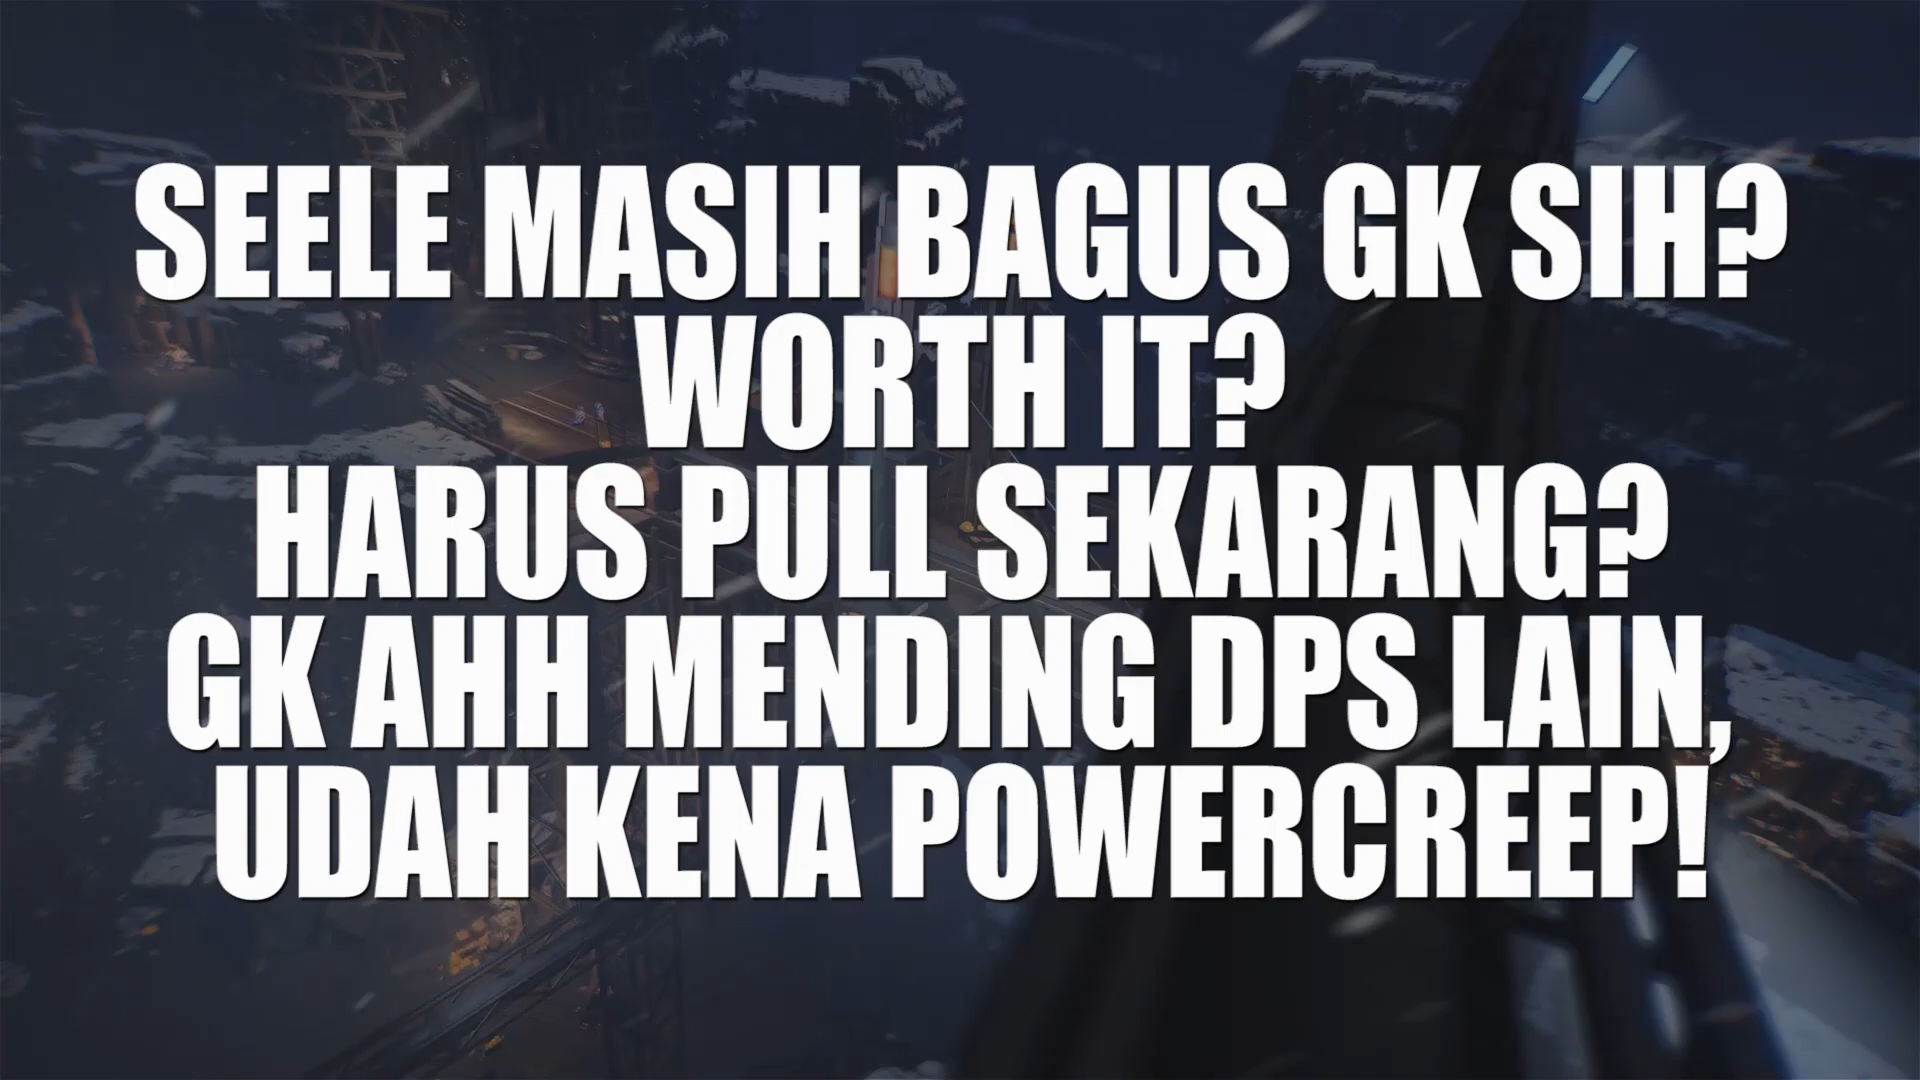 SEELE MASIH BAGUS GK SIH?
WORTH IT?
HARUS PULL SEKARANG?
GK AHH MENDING DPS LAIN,
UDAH KENA POWERCREEP!